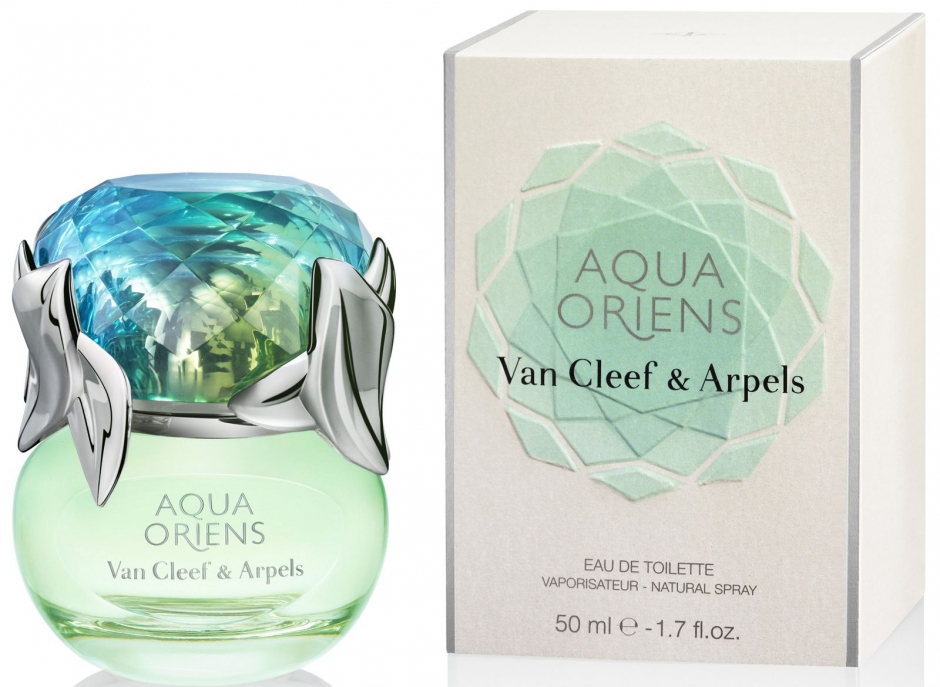 AQUA
ORIENS
Van Cleef & Arpels
AQUA
ORIENS
Van Cleef & Arpels
EAU DE TOILETTE
VAPORISATEUR - NATURAL SPRAY
50 ml ℮ - 1.7 fl.oz.